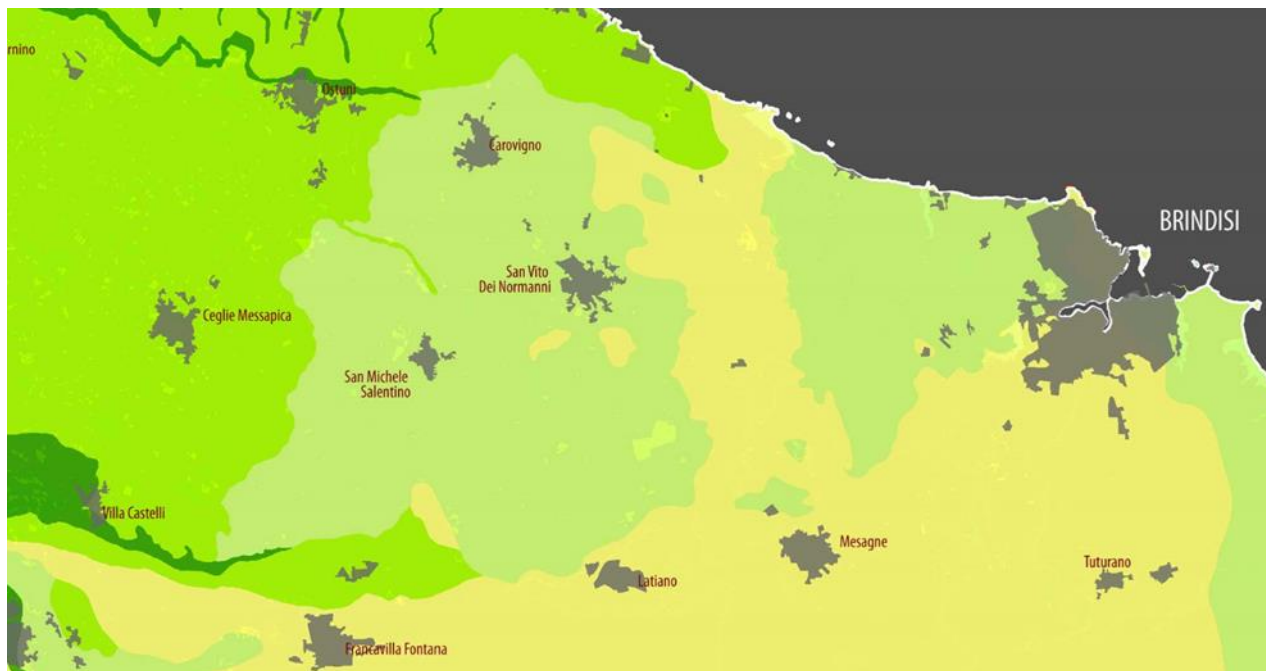 rnino
Ostuni
Carovigno
BRINDISI
San Vito
Dei Normanni
Ceglie Messapica
San Michele
Salentino
Villa Castelli
Mesagne
Tuturano
Latiano
Francavilla Fontana